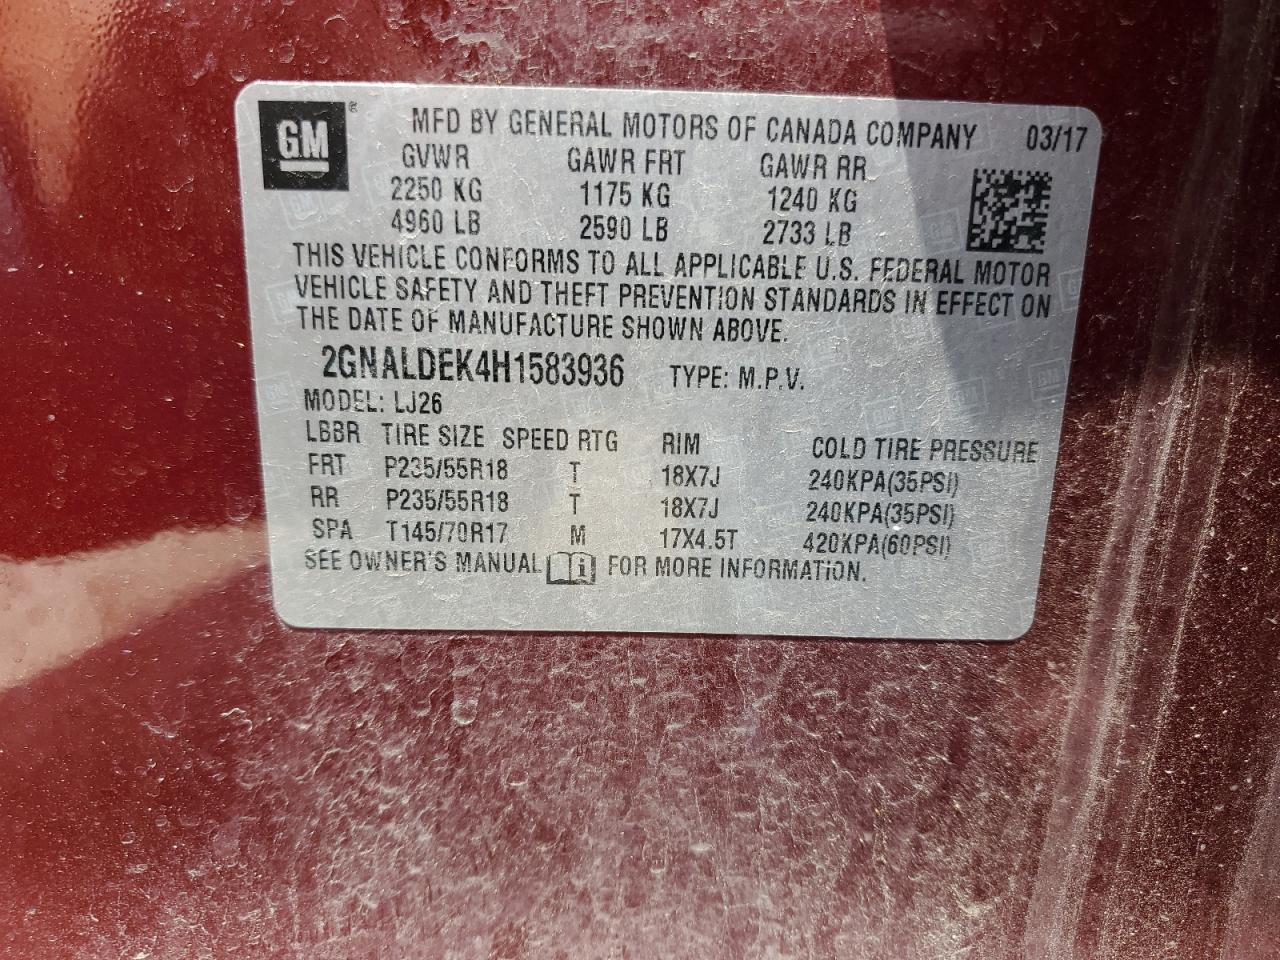 GM ® MFD BY GENERAL MOTORS OF CANADA COMPANY 03/17
GVWR GAWR FRT GAWR RR
2250 KG 1175 KG 1240 KG
4960 LB 2590 LB 2733 LB
THIS VEHICLE CONFORMS TO ALL APPLICABLE U.S. FEDERAL MOTOR
VEHICLE SAFETY AND THEFT PREVENTION STANDARDS IN EFFECT ON
THE DATE OF MANUFACTURE SHOWN ABOVE.
2GNALDEK4H1583936 TYPE: M.P.V.
MODEL: LJ26
LBBR TIRE SIZE SPEED RTG RIM COLD TIRE PRESSURE
FRT P235/55R18 T 18X7J 240KPA(35PSI)
RR P235/55R18 T 18X7J 240KPA(35PSI)
SPA T145/70R17 M 17X4.5T 420KPA(60PSI)
SEE OWNER'S MANUAL i FOR MORE INFORMATION.